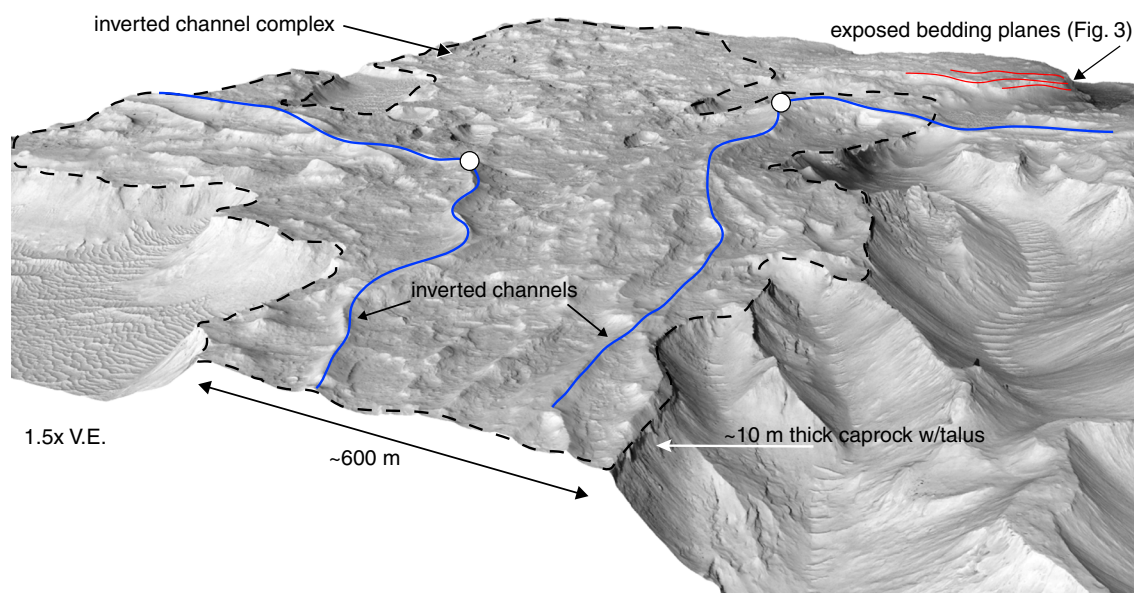 inverted channel complex
exposed bedding planes (Fig. 3)
inverted channels
~10 m thick caprock w/talus
1.5x V.E.
~600 m